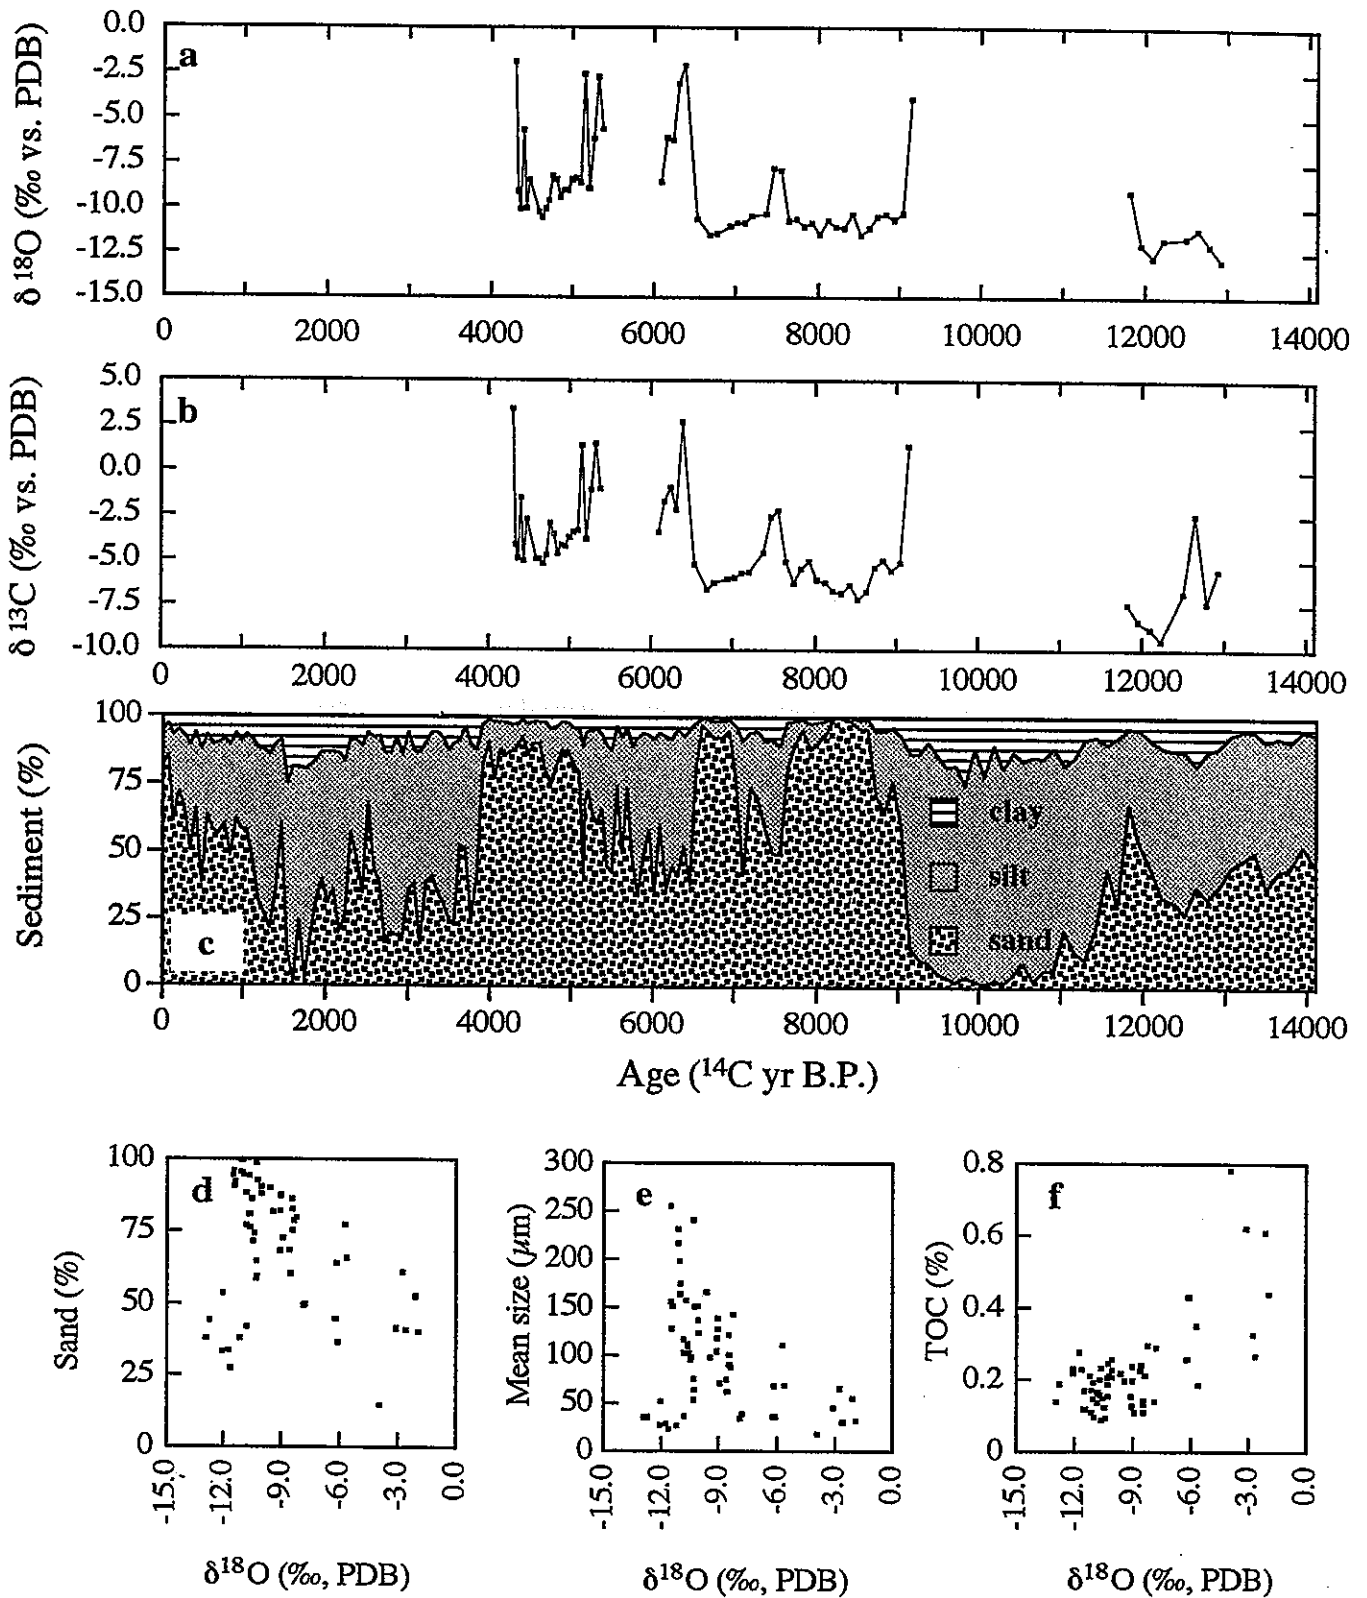 δ 18O (‰ vs. PDB)
0.0
-2.5
-5.0
-7.5
-10.0
-12.5
-15.0
a
0 2000 4000 6000 8000 10000 12000 14000
δ 13C (‰ vs. PDB)
5.0
2.5
0.0
-2.5
-5.0
-7.5
-10.0
b
0 2000 4000 6000 8000 10000 12000 14000
Sediment (%)
100
75
50
25
0
clay
silt
sand
c
0 2000 4000 6000 8000 10000 12000 14000
Age (14C yr B.P.)
Sand (%)
100
75
50
25
0
d
-15.0 -12.0 -9.0 -6.0 -3.0 0.0
δ18O (‰, PDB)
Mean size (μm)
300
250
200
150
100
50
0
e
-15.0 -12.0 -9.0 -6.0 -3.0 0.0
δ18O (‰, PDB)
TOC (%)
0.8
0.6
0.4
0.2
0
f
-15.0 -12.0 -9.0 -6.0 -3.0 0.0
δ18O (‰, PDB)